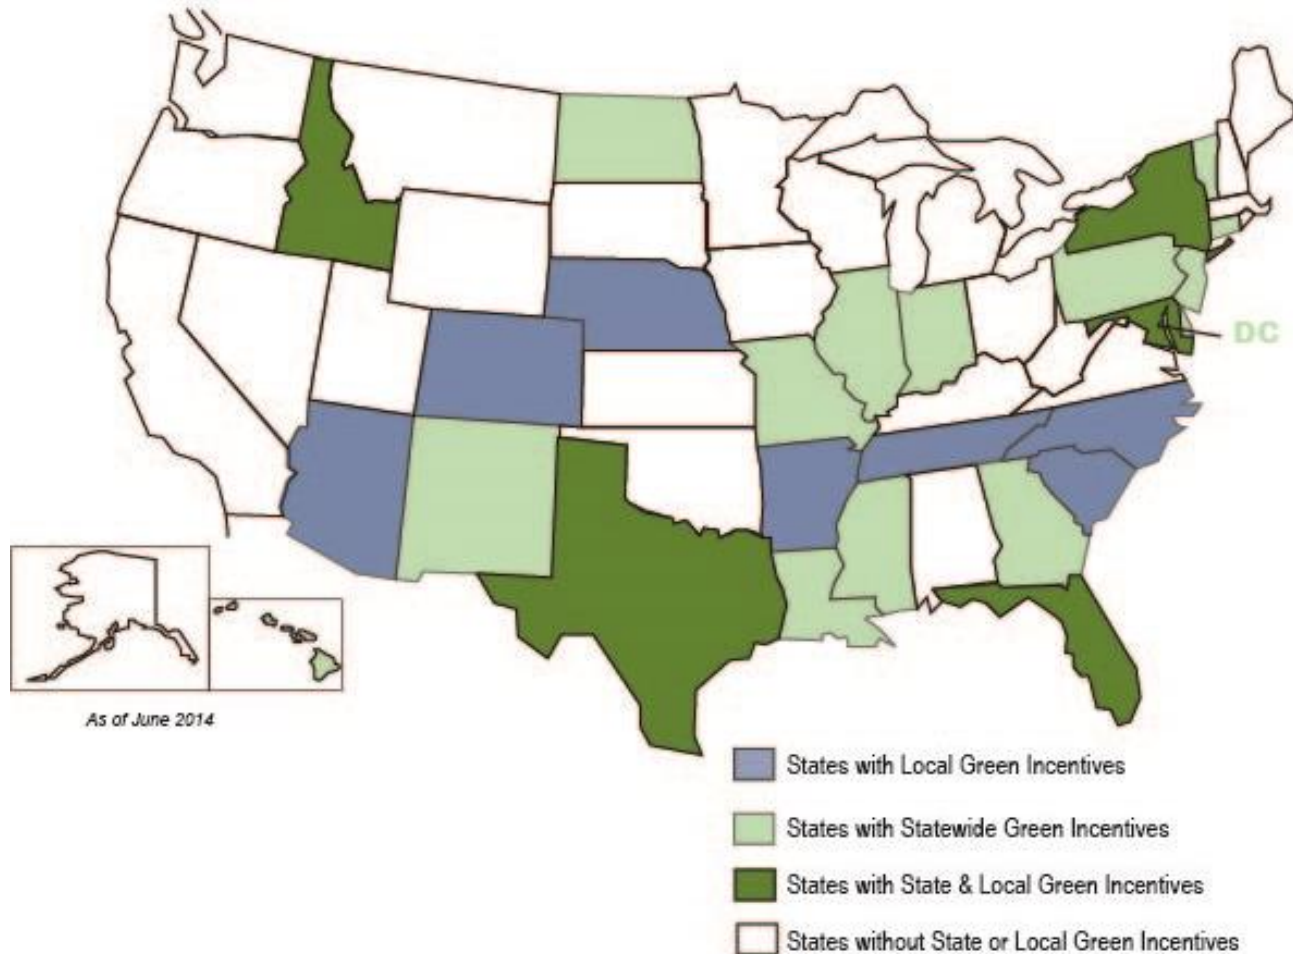 DC
As of June 2014
States with Local Green Incentives
States with Statewide Green Incentives
States with State & Local Green Incentives
States without State or Local Green Incentives